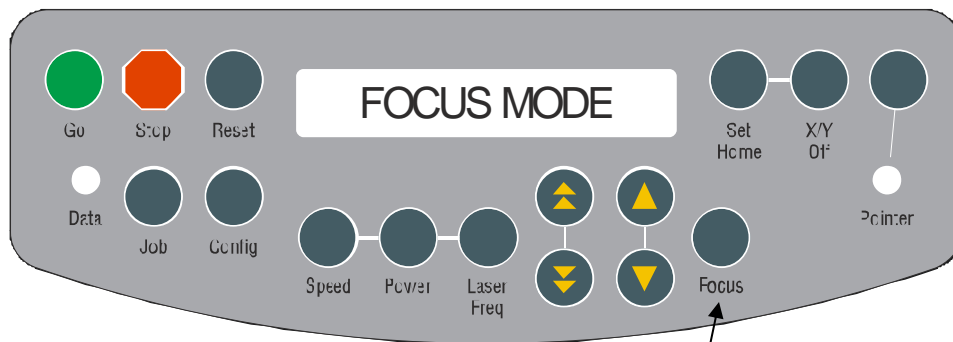 FOCUS MODE
Go
Stop
Reset
Set
Home
X/Y
Off
Data
Job
Config
Pointer
Speed
Power
Laser
Freq
Focus